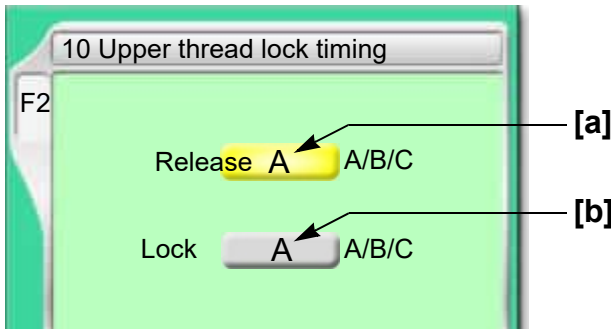 10 Upper thread lock timing
F2
[a]
Release A A/B/C
[b]
Lock A A/B/C